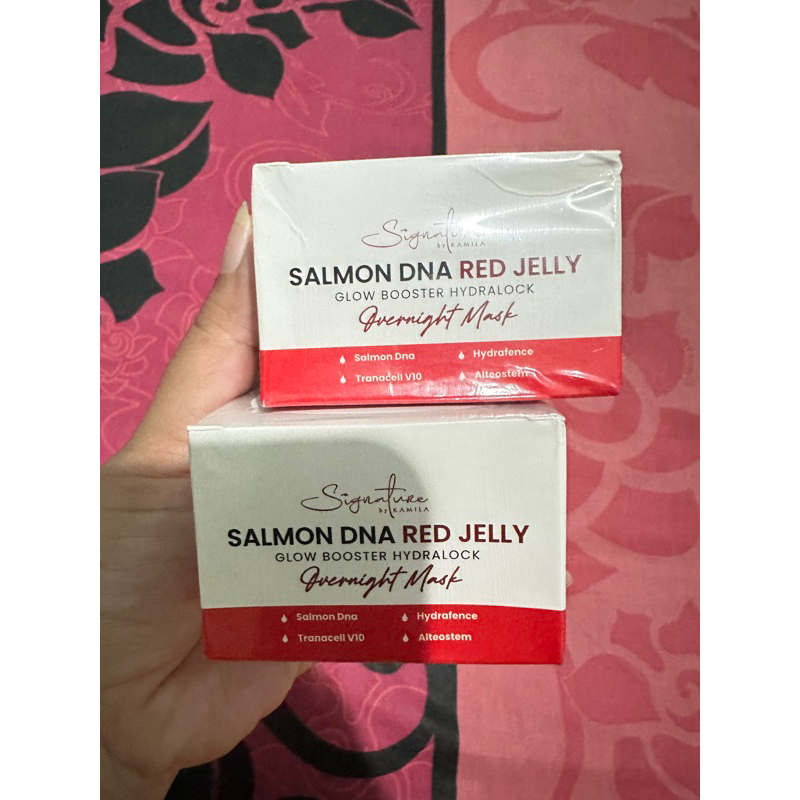 Signature
by KAMILA
SALMON DNA RED JELLY
GLOW BOOSTER HYDRALOCK
Overnight Mask
Salmon Dna
Hydrafence
Tranacell V10
Alteostem
Signature
by KAMILA
SALMON DNA RED JELLY
GLOW BOOSTER HYDRALOCK
Overnight Mask
Salmon Dna
Hydrafence
Tranacell V10
Alteostem